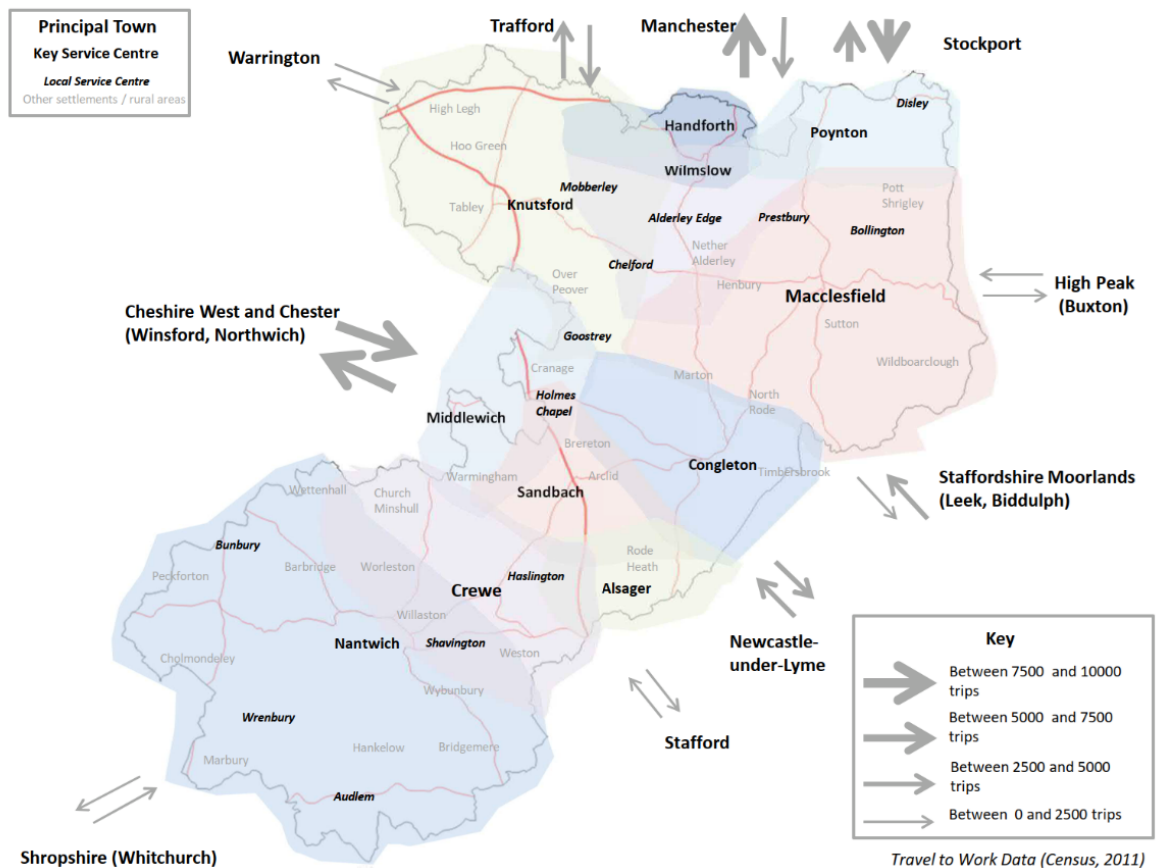 Principal Town
Key Service Centre
Local Service Centre
Other settlements / rural areas
Trafford
Manchester
Stockport
Warrington
Disley
High Legh
Handforth
Poynton
Hoo Green
Wilmslow
Mobberley
Pott
Shrigley
Tabley
Knutsford
Alderley Edge
Prestbury
Bollington
Nether
Alderley
Chelford
Over
Peover
Henbury
Macclesfield
High Peak
(Buxton)
Cheshire West and Chester
(Winsford, Northwich)
Sutton
Goostrey
Wildboarclough
Cranage
Marton
North
Rode
Holmes
Chapel
Middlewich
Brereton
Congleton
Timbersbrook
Warmingham
Arclid
Staffordshire Moorlands
(Leek, Biddulph)
Wettenhall
Church
Minshull
Sandbach
Bunbury
Rode
Heath
Peckforton
Barbridge
Worleston
Haslington
Crewe
Alsager
Willaston
Nantwich
Shavington
Weston
Newcastle-
under-Lyme
Cholmondeley
Wybunbury
Wrenbury
Stafford
Hankelow
Bridgemere
Marbury
Audlem
Shropshire (Whitchurch)
Key
Between 7500 and 10000
trips
Between 5000 and 7500
trips
Between 2500 and 5000
trips
Between 0 and 2500 trips
Travel to Work Data (Census, 2011)